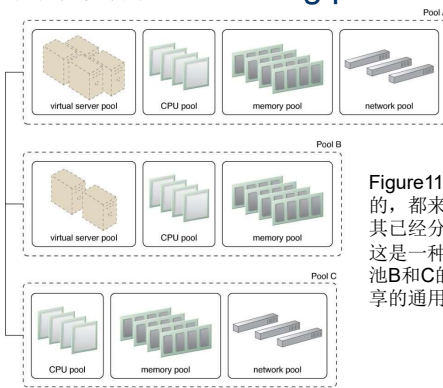 Pool
virtual server pool
CPU pool
memory pool
network pool
Pool B
virtual server pool
CPU pool
memory pool
Pool C
CPU pool
memory pool
network pool
Figure11
的，都来
其已经分
这是一种
池B和C的
享的通用